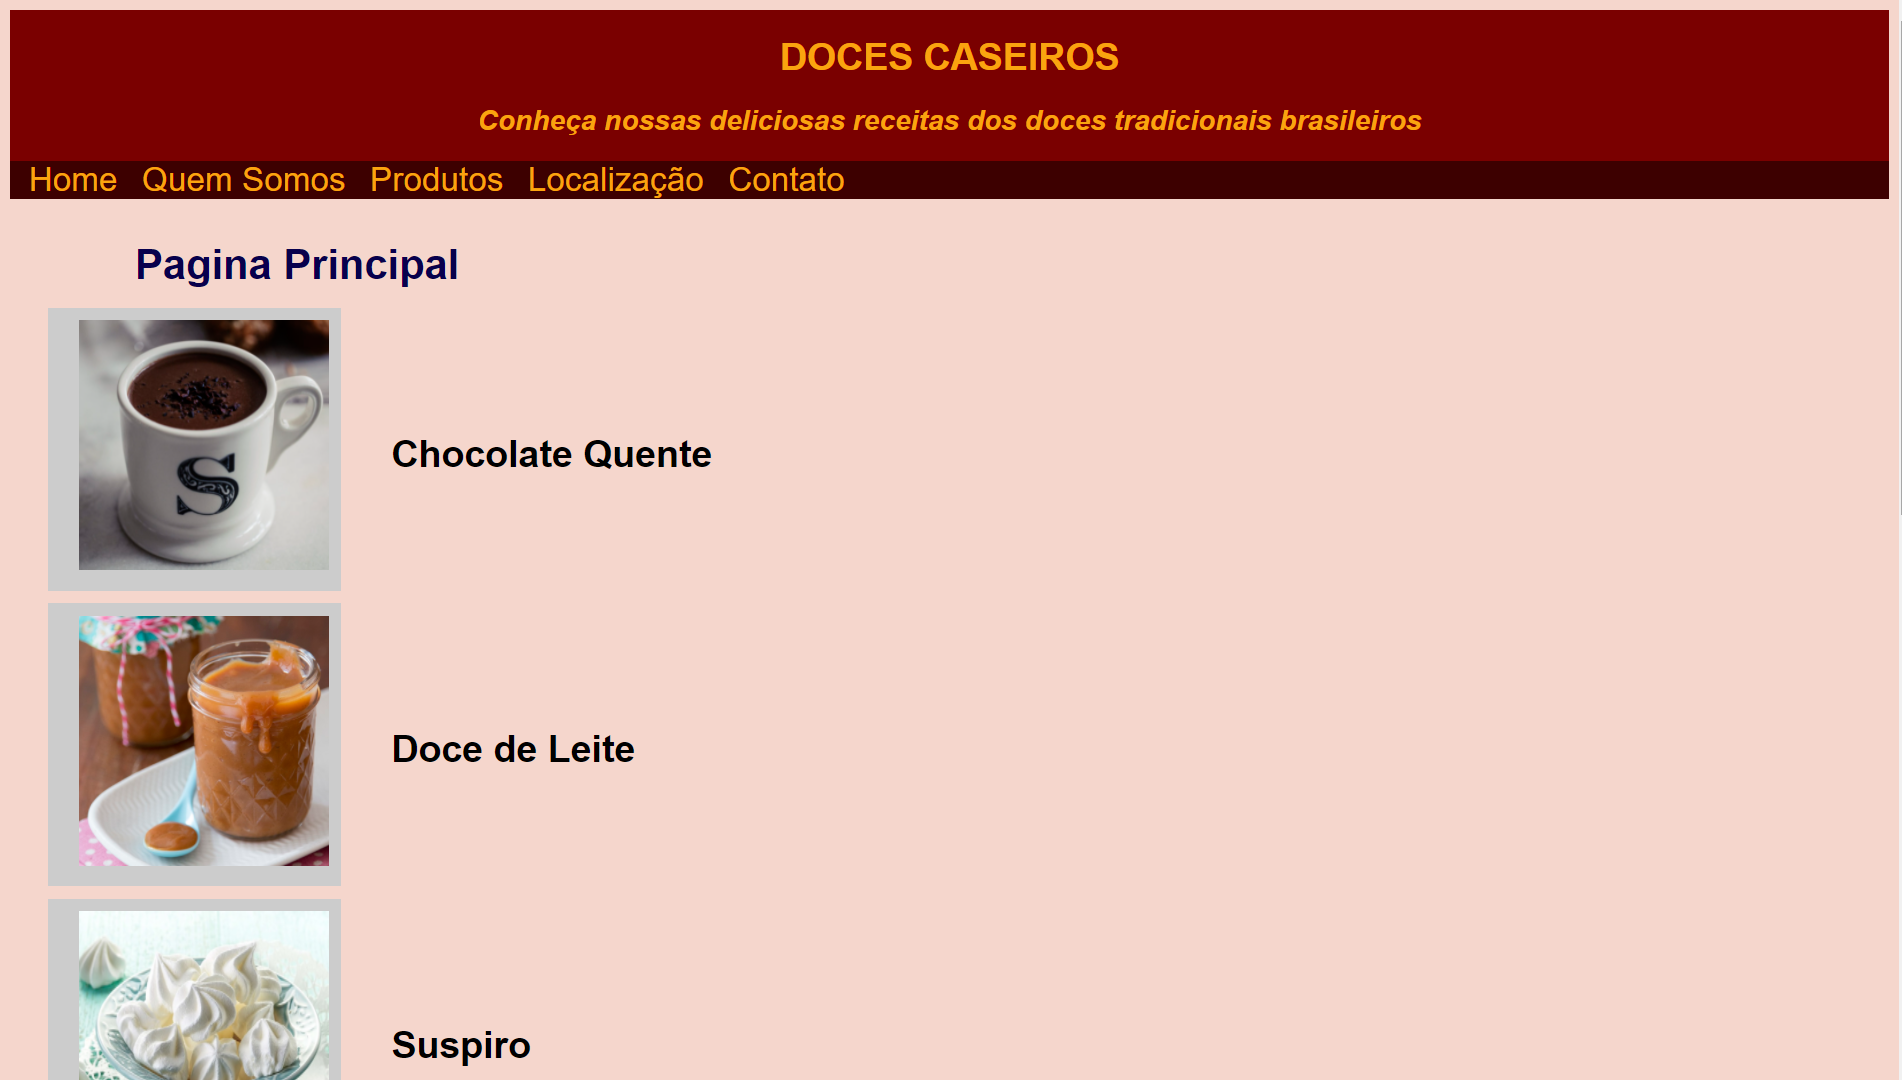 DOCES CASEIROS
Conheça nossas deliciosas receitas dos doces tradicionais brasileiros
Home Quem Somos Produtos Localização Contato
Pagina Principal
S
Chocolate Quente
Doce de Leite
Suspiro